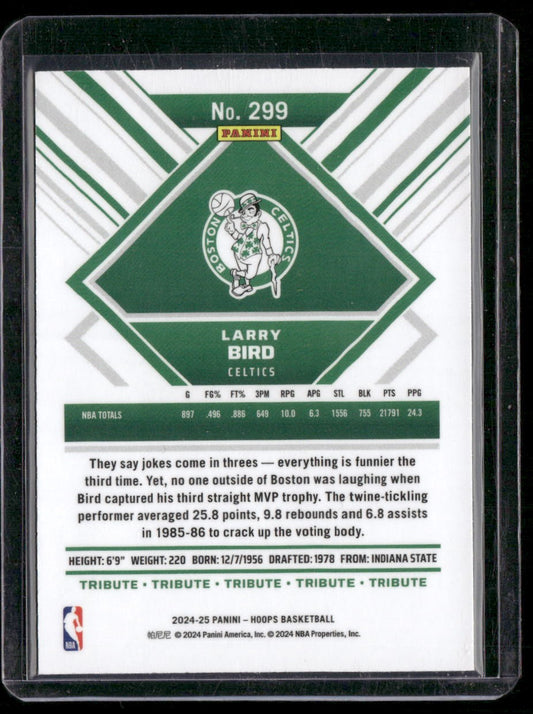 No. 299
PANINI
BOSTON CELTICS
LARRY
BIRD
CELTICS
G FG% FT% 3PM RPG APG STL BLK PTS PPG
NBA TOTALS 897 .496 .886 649 10.0 6.3 1556 755 21791 24.3
They say jokes come in threes — everything is funnier the
third time. Yet, no one outside of Boston was laughing when
Bird captured his third straight MVP trophy. The twine-tickling
performer averaged 25.8 points, 9.8 rebounds and 6.8 assists
in 1985-86 to crack up the voting body.
HEIGHT: 6'9" WEIGHT: 220 BORN: 12/7/1956 DRAFTED: 1978 FROM: INDIANA STATE
TRIBUTE • TRIBUTE • TRIBUTE • TRIBUTE • TRIBUTE
2024-25 PANINI – HOOPS BASKETBALL
帕尼尼 © 2024 Panini America, Inc. © 2024 NBA Properties, Inc.
NBA